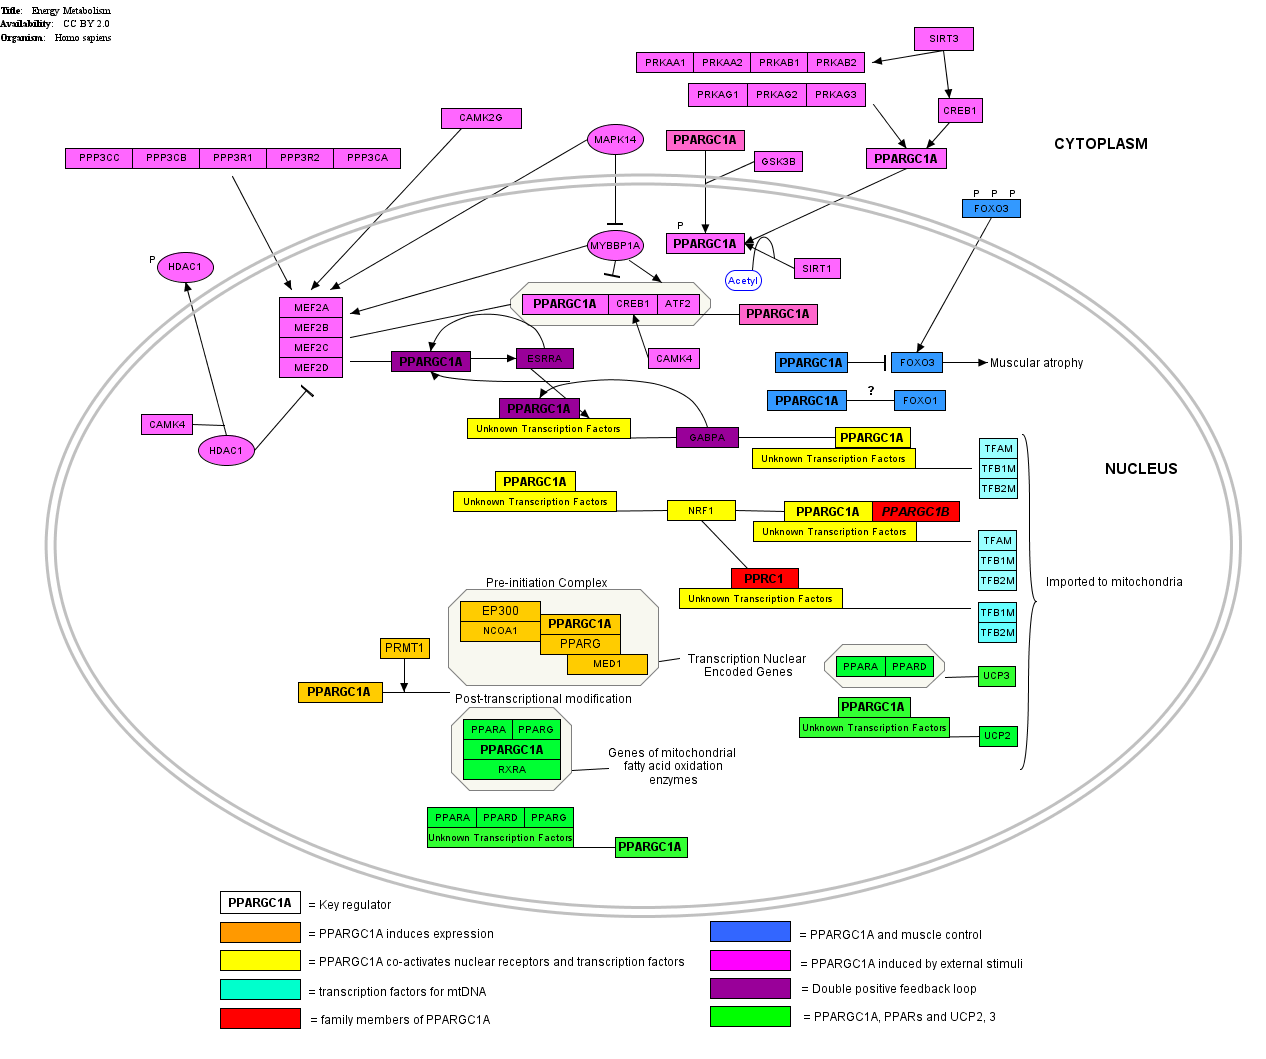 Title: Energy Metabolism
Availability: CC BY 2.0
Organism: Homo sapiens
SIRT3
PRKAA1 PRKAA2 PRKAB1 PRKAB2
PRKAG1 PRKAG2 PRKAG3
CREB1
CAMK2G
MAPK14
PPARGC1A
CYTOPLASM
PPP3CC PPP3CB PPP3R1 PPP3R2 PPP3CA
GSK3B
PPARGC1A
P P P
FOXO3
P
MYBBP1A
PPARGC1A
P
HDAC1
SIRT1
Acetyl
MEF2A
MEF2B
MEF2C
MEF2D
PPARGC1A CREB1 ATF2
PPARGC1A
PPARGC1A
ESRRA
CAMK4
PPARGC1A
FOXO3
Muscular atrophy
?
PPARGC1A
FOXO1
PPARGC1A
Unknown Transcription Factors
CAMK4
HDAC1
GABPA
PPARGC1A
Unknown Transcription Factors
TFAM
TFB1M
TFB2M
NUCLEUS
PPARGC1A
Unknown Transcription Factors
NRF1
PPARGC1A PPARGC1B
Unknown Transcription Factors
TFAM
TFB1M
TFB2M
PPRC1
Unknown Transcription Factors
TFB1M
TFB2M
Imported to mitochondria
Pre-initiation Complex
EP300
NCOA1
PPARGC1A
PPARG
MED1
PRMT1
Transcription Nuclear
Encoded Genes
PPARA PPARD
UCP3
PPARGC1A
Post-transcriptional modification
PPARGC1A
Unknown Transcription Factors
UCP2
PPARA PPARG
PPARGC1A
RXRA
Genes of mitochondrial
fatty acid oxidation
enzymes
PPARA PPARD PPARG
Unknown Transcription Factors
PPARGC1A
PPARGC1A = Key regulator
= PPARGC1A induces expression
= PPARGC1A co-activates nuclear receptors and transcription factors
= transcription factors for mtDNA
= family members of PPARGC1A
= PPARGC1A and muscle control
= PPARGC1A induced by external stimuli
= Double positive feedback loop
= PPARGC1A, PPARs and UCP2, 3